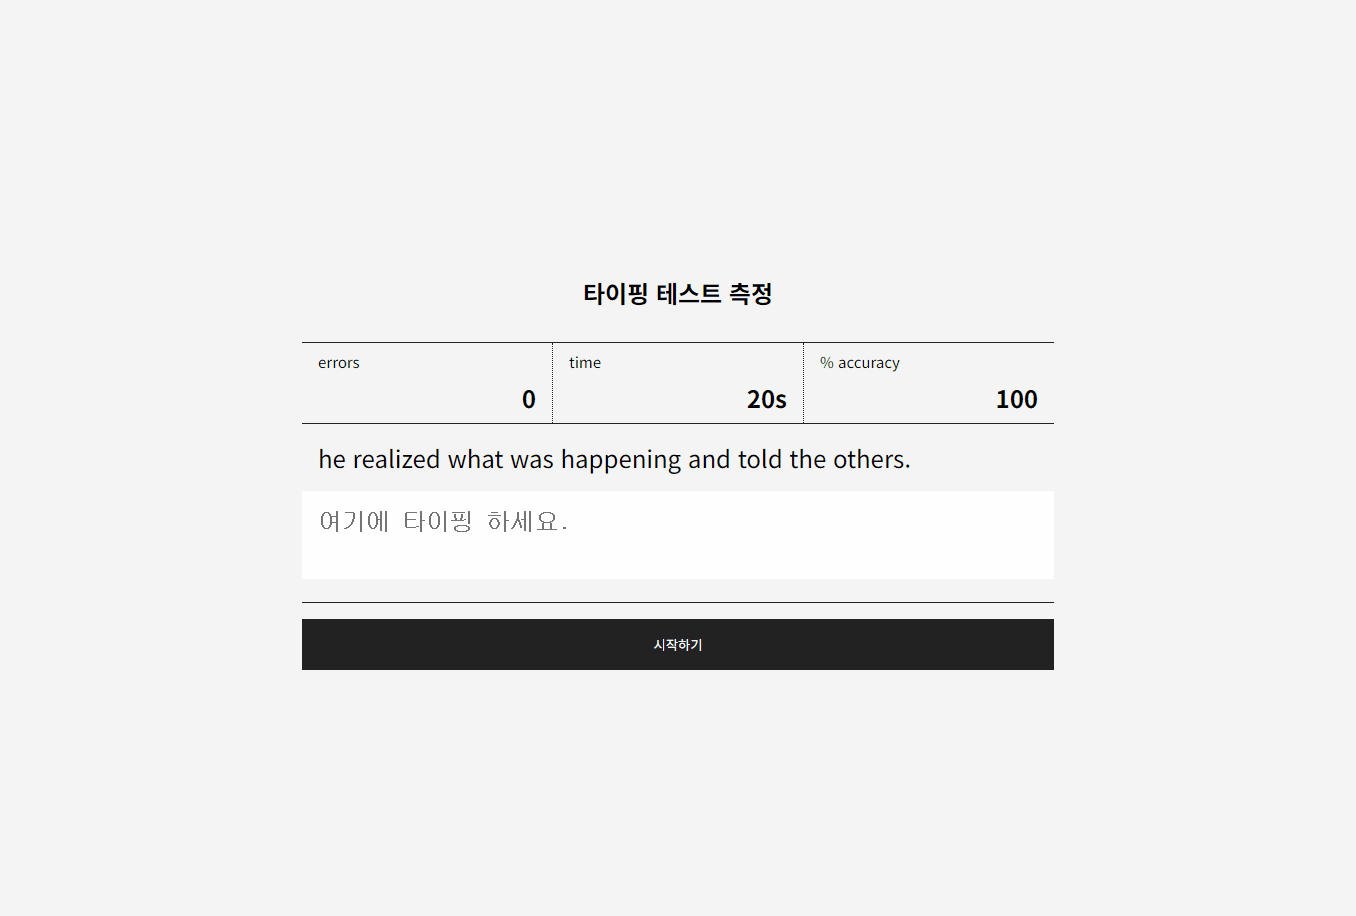 타이핑 테스트 측정
errors time % accuracy
0 20s 100
he realized what was happening and told the others.
여기에 타이핑 하세요.
시작하기